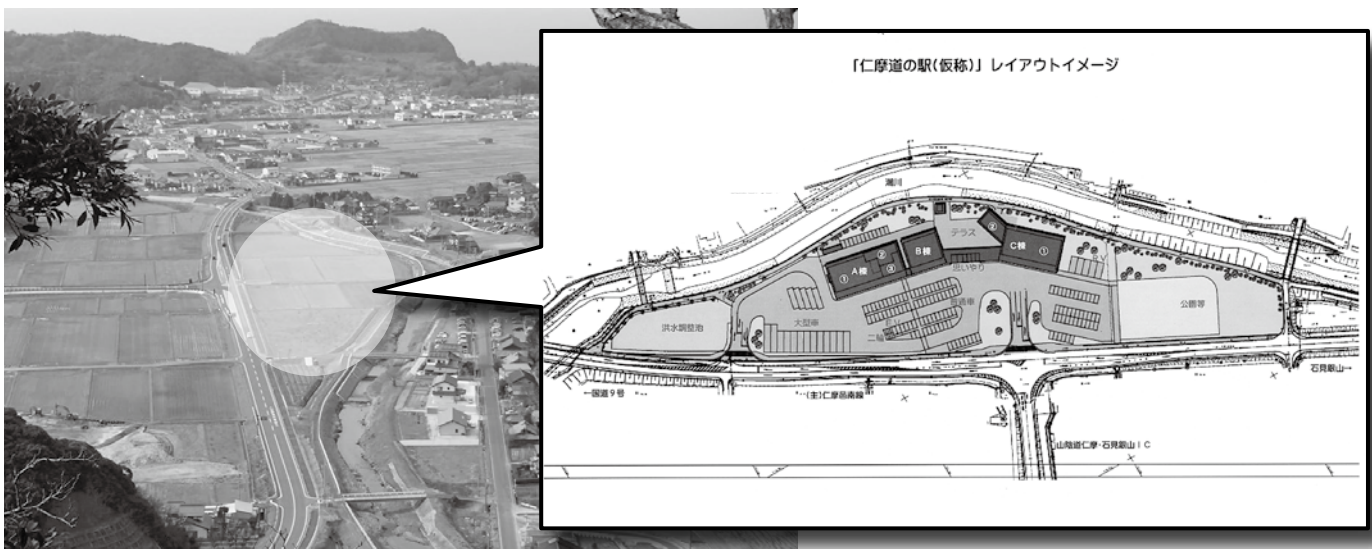 「仁摩道の駅(仮称)」レイアウトイメージ
潮川
テラス
②
C棟
①
B棟
②
A棟
①
③
思いやり
普通車
大型車
二輪
洪水調整池
公園等
石見銀山→
←国道9号
(主)仁摩邑南線
山陰道仁摩・石見銀山IC